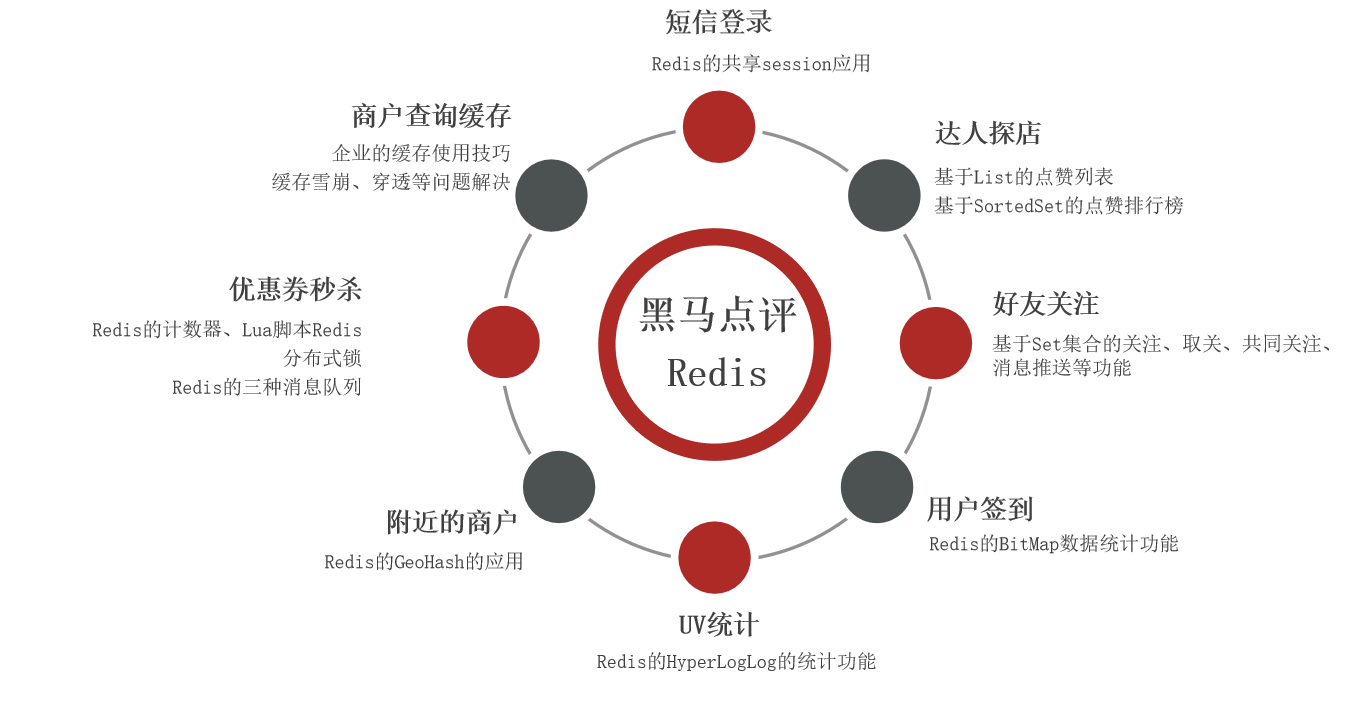 短信登录
Redis的共享session应用
商户查询缓存
企业的缓存使用技巧
缓存雪崩、穿透等问题解决
达人探店
基于List的点赞列表
基于SortedSet的点赞排行榜
优惠券秒杀
Redis的计数器、Lua脚本Redis
分布式锁
Redis的三种消息队列
黑马点评
Redis
好友关注
基于Set集合的关注、取关、共同关注、
消息推送等功能
附近的商户
Redis的GeoHash的应用
用户签到
Redis的BitMap数据统计功能
UV统计
Redis的HyperLogLog的统计功能